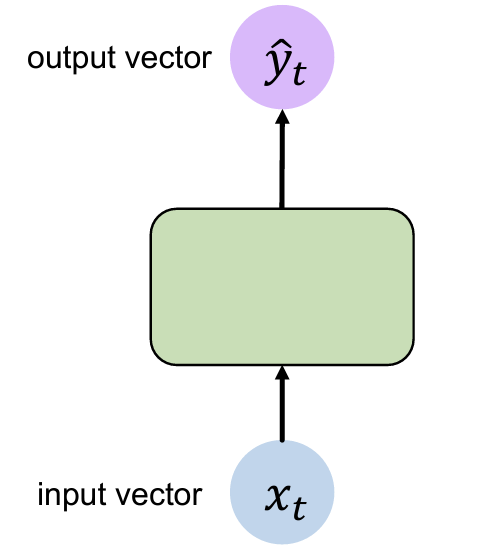 output vector ŷₜ
input vector xₜ